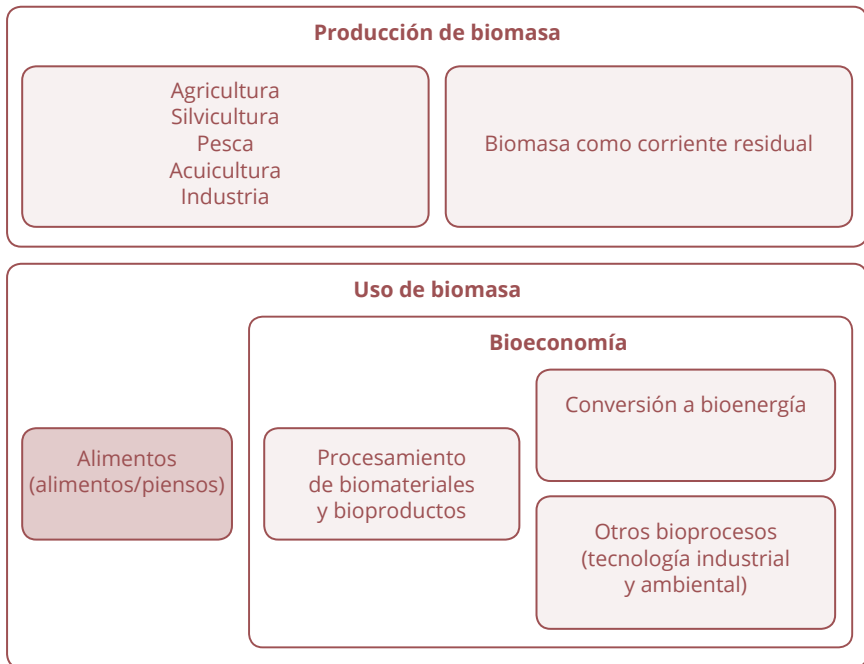 Producción de biomasa
Agricultura
Silvicultura
Pesca
Acuicultura
Industria
Biomasa como corriente residual
Uso de biomasa
Bioeconomía
Alimentos
(alimentos/piensos)
Procesamiento
de biomateriales
y bioproductos
Conversión a bioenergía
Otros bioprocesos
(tecnología industrial
y ambiental)